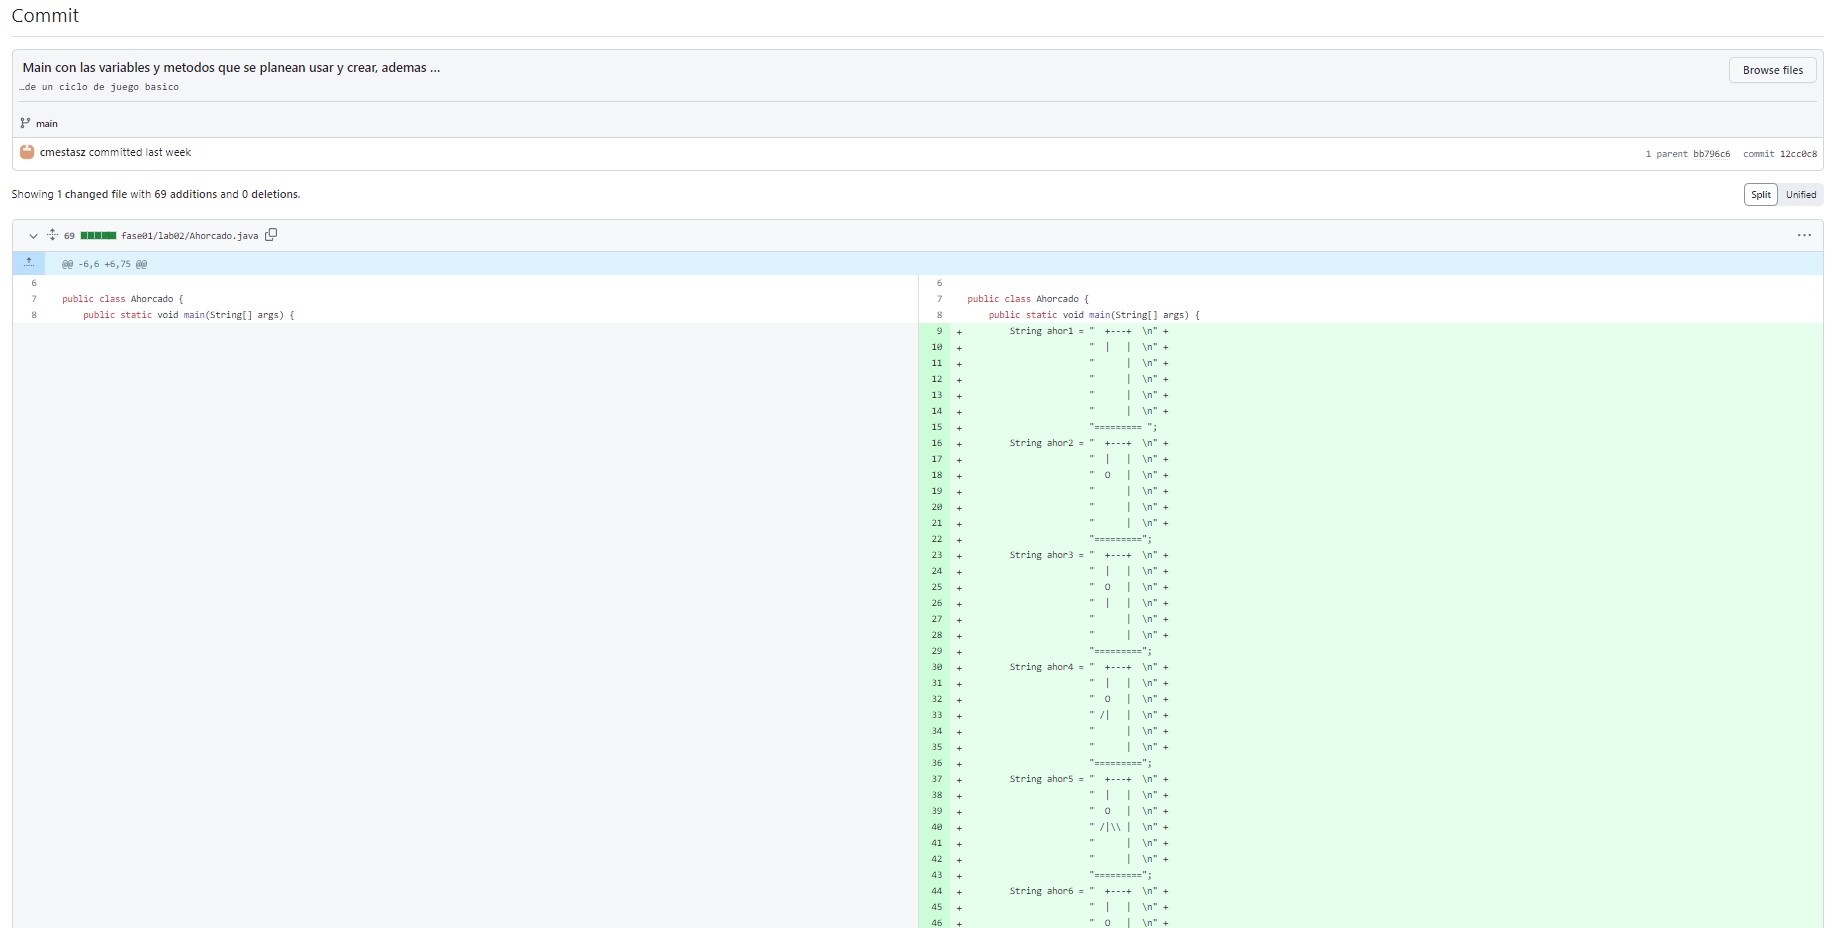 Commit
Main con las variables y metodos que se planean usar y crear, ademas ...
Browse files
…de un ciclo de juego basico
main
cmestasz committed last week
1 parent bb796c6 commit 12cc0c8
Showing 1 changed file with 69 additions and 0 deletions.
Split Unified
69 fase01/lab02/Ahorcado.java
@@ -6,6 +6,75 @@
6
7 public class Ahorcado {
8     public static void main(String[] args) {
6
7 public class Ahorcado {
8     public static void main(String[] args) {
9 +         String ahor1 = "  +---+  \n" +
10 +                        "  |   |  \n" +
11 +                        "      |  \n" +
12 +                        "      |  \n" +
13 +                        "      |  \n" +
14 +                        "      |  \n" +
15 +                        "========= ";
16 +         String ahor2 = "  +---+  \n" +
17 +                        "  |   |  \n" +
18 +                        "  O   |  \n" +
19 +                        "      |  \n" +
20 +                        "      |  \n" +
21 +                        "      |  \n" +
22 +                        "=========";
23 +         String ahor3 = "  +---+  \n" +
24 +                        "  |   |  \n" +
25 +                        "  O   |  \n" +
26 +                        "  |   |  \n" +
27 +                        "      |  \n" +
28 +                        "      |  \n" +
29 +                        "=========";
30 +         String ahor4 = "  +---+  \n" +
31 +                        "  |   |  \n" +
32 +                        "  O   |  \n" +
33 +                        " /|   |  \n" +
34 +                        "      |  \n" +
35 +                        "      |  \n" +
36 +                        "=========";
37 +         String ahor5 = "  +---+  \n" +
38 +                        "  |   |  \n" +
39 +                        "  O   |  \n" +
40 +                        " /|\\ |  \n" +
41 +                        "      |  \n" +
42 +                        "      |  \n" +
43 +                        "=========";
44 +         String ahor6 = "  +---+  \n" +
45 +                        "  |   |  \n" +
46 +                        "  O   |  \n" +